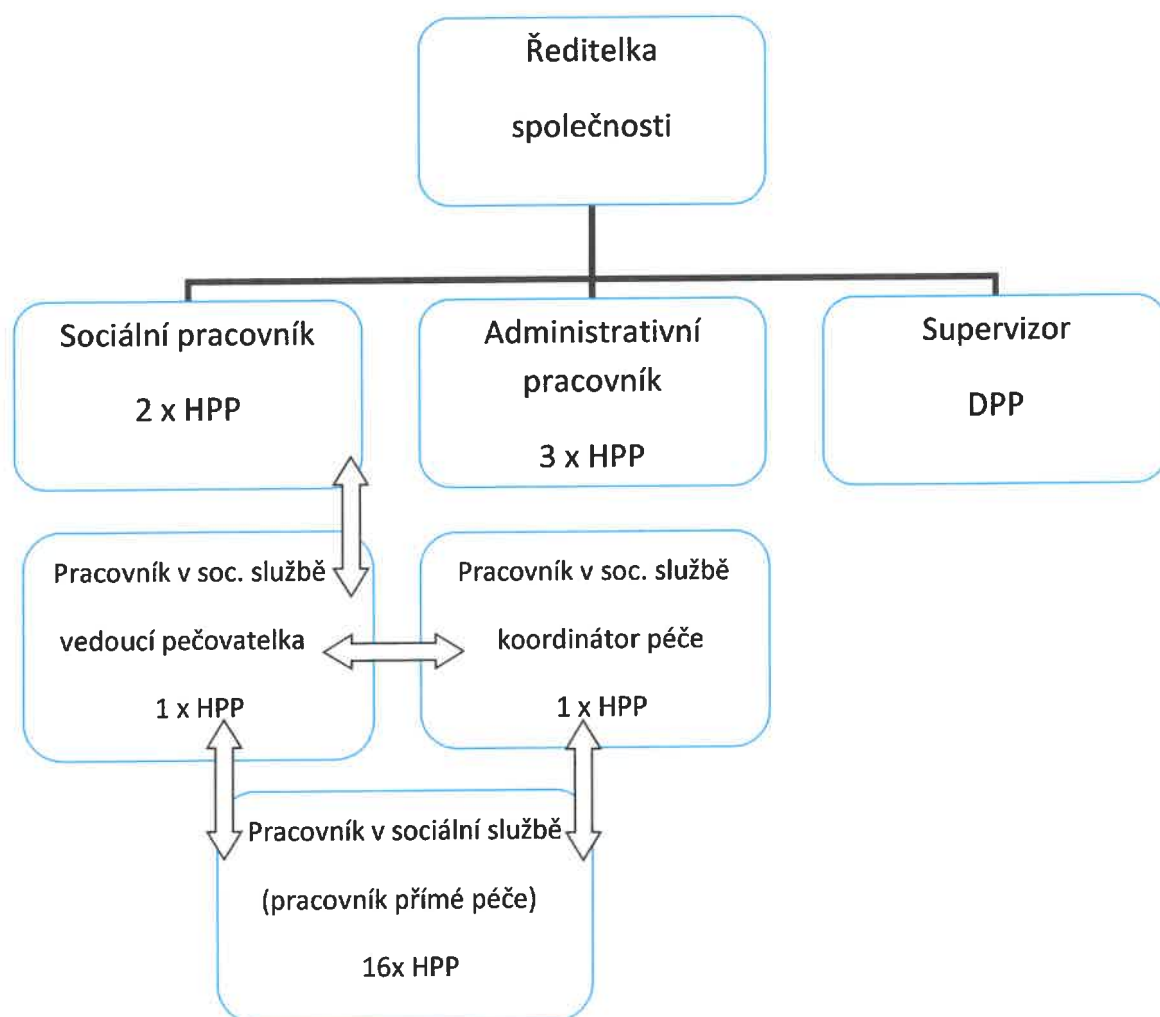 Ředitelka
společnosti
Sociální pracovník
2 x HPP
Administrativní
pracovník
3 x HPP
Supervizor
DPP
Pracovník v soc. službě
vedoucí pečovatelka
1 x HPP
Pracovník v soc. službě
koordinátor péče
1 x HPP
Pracovník v sociální službě
(pracovník přímé péče)
16x HPP